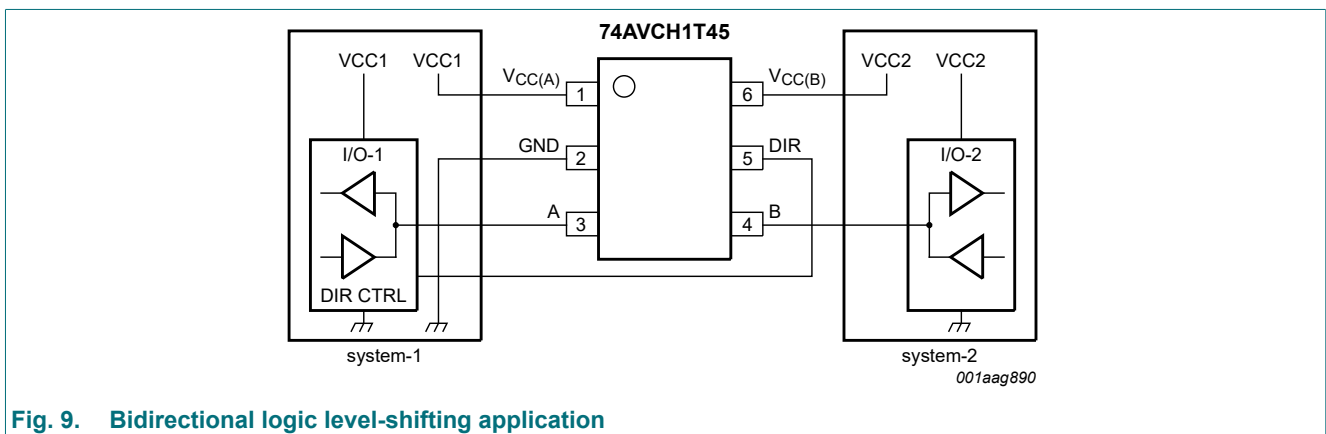 74AVCH1T45
VCC1 VCC1
VCC(A)
1
VCC(B)
6
VCC2 VCC2
I/O-1
GND
2
DIR
5
I/O-2
A
3
B
4
DIR CTRL
system-1
system-2
001aag890
Fig. 9. Bidirectional logic level-shifting application